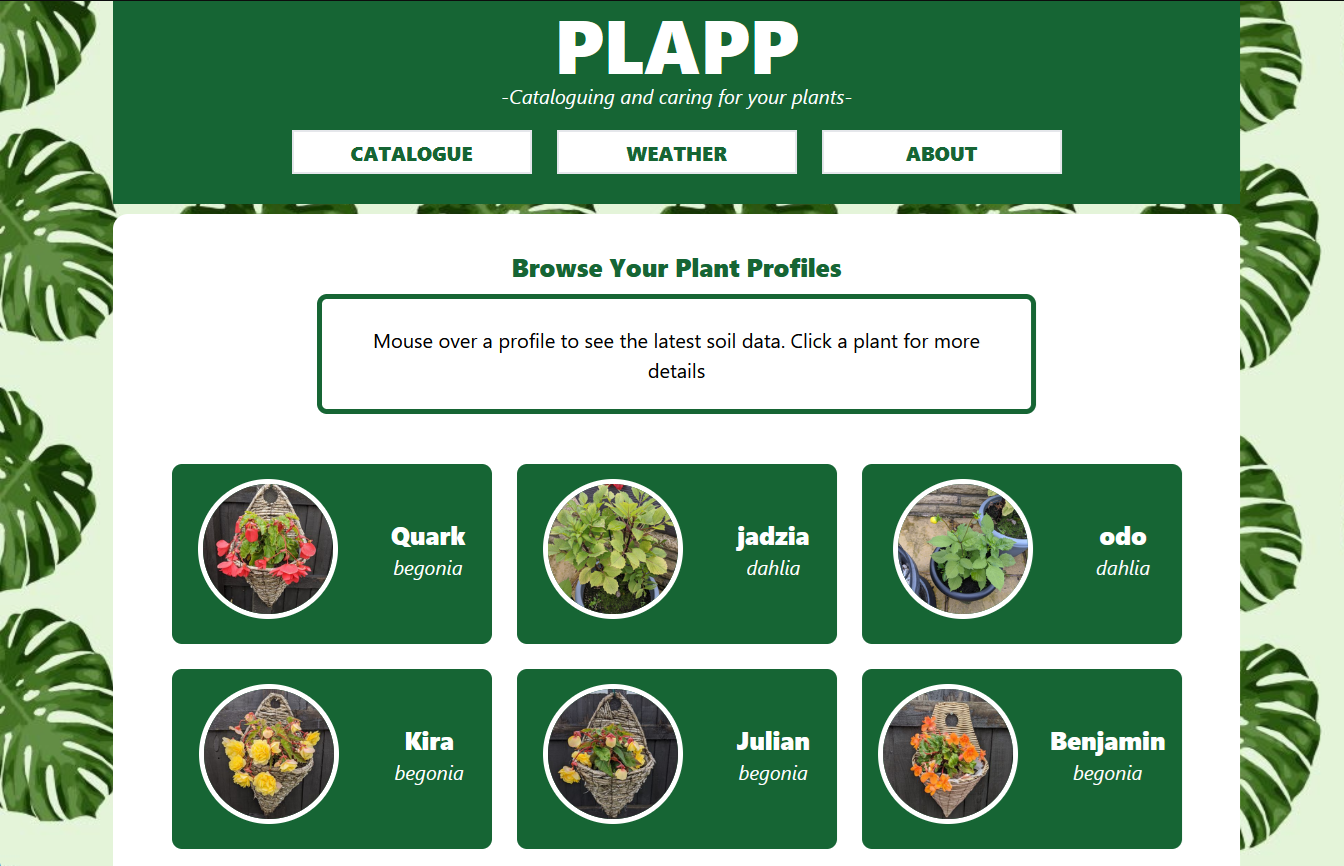 PLAPP
-Cataloguing and caring for your plants-
CATALOGUE
WEATHER
ABOUT
Browse Your Plant Profiles
Mouse over a profile to see the latest soil data. Click a plant for more
details
Quark
begonia
jadzia
dahlia
odo
dahlia
Kira
begonia
Julian
begonia
Benjamin
begonia